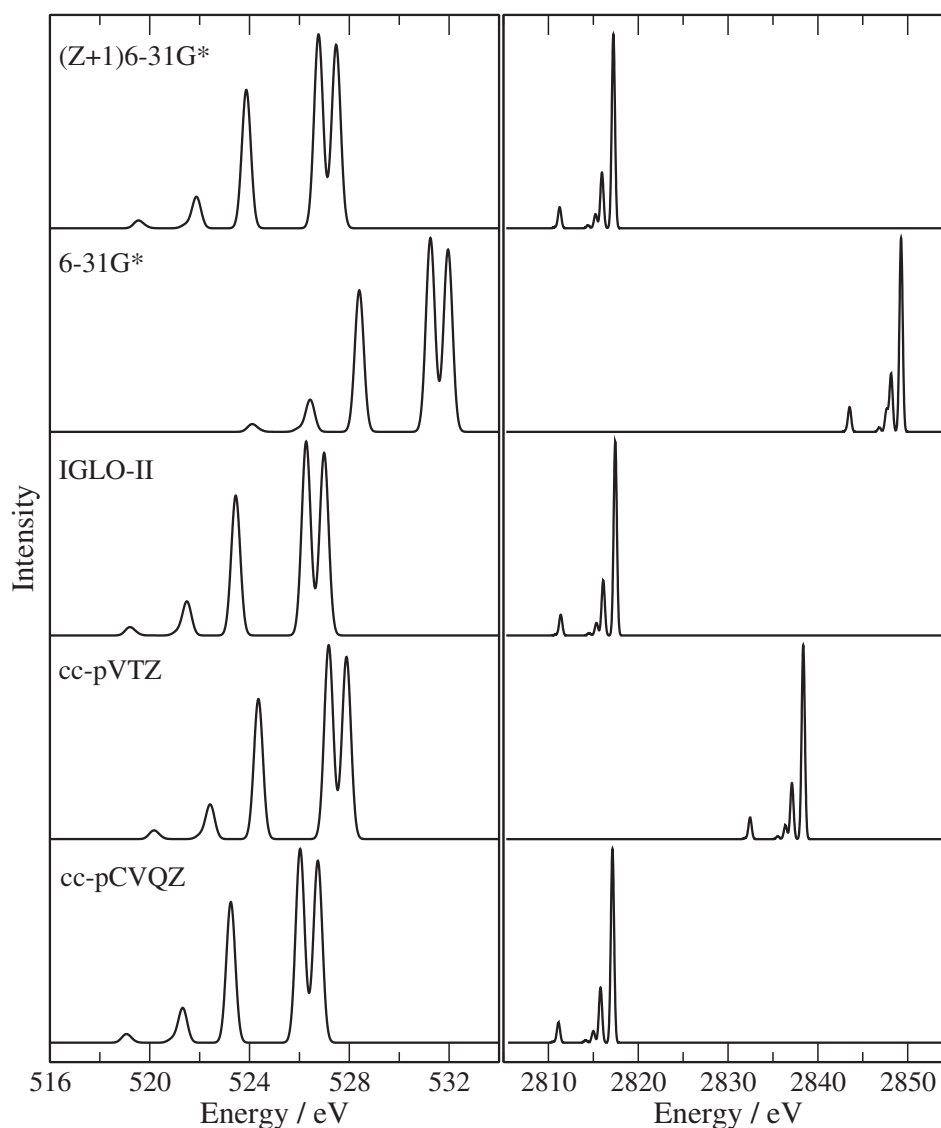 (Z+1)6-31G*
6-31G*
IGLO-II
cc-pVTZ
cc-pCVQZ
Intensity
516 520 524 528 532 2810 2820 2830 2840 2850
Energy / eV Energy / eV